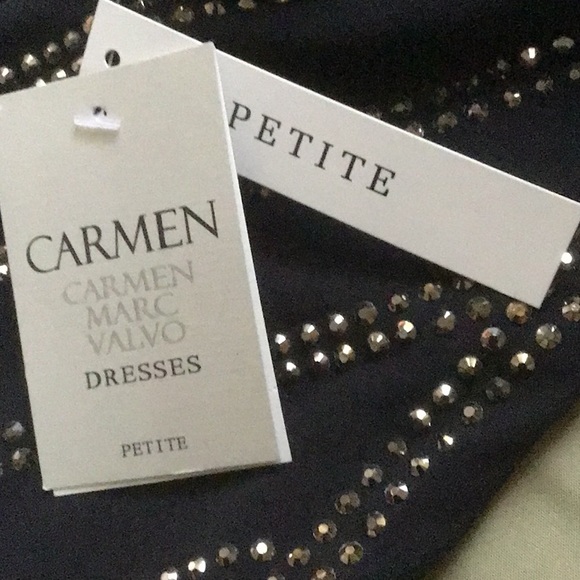 PETITE
CARMEN
CARMEN
MARC
VALVO
DRESSES
PETITE